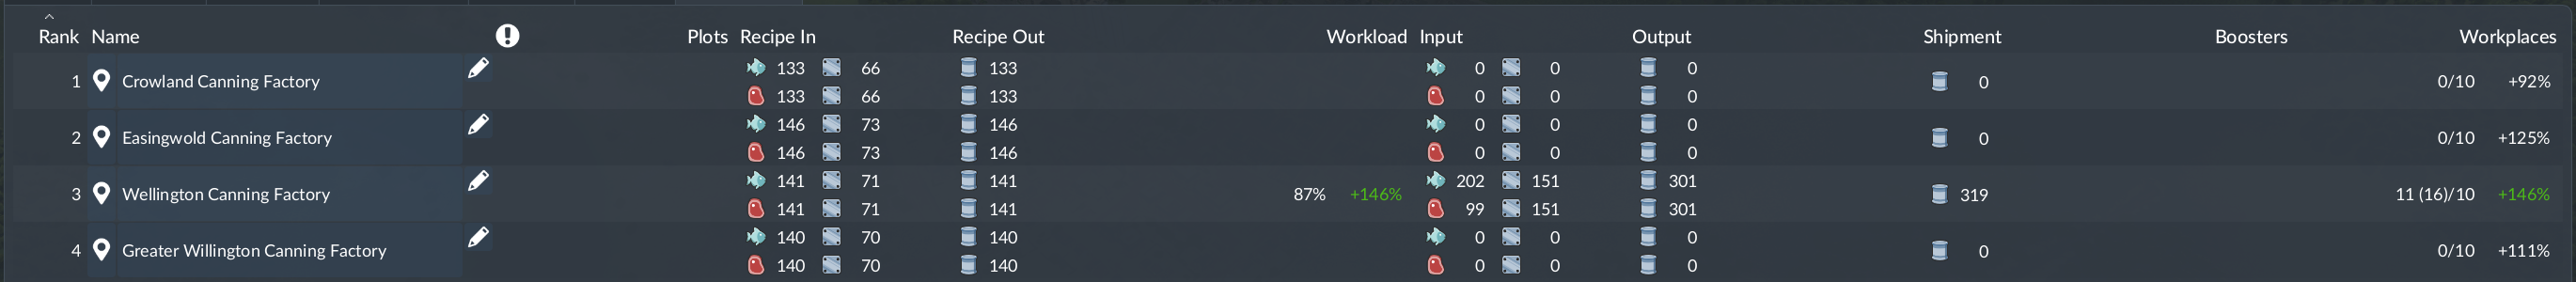 Rank Name Plots Recipe In Recipe Out Workload Input Output Shipment Boosters Workplaces
133 66 133 0 0 0
1 Crowland Canning Factory 0 0/10 +92%
133 66 133 0 0 0
146 73 146 0 0 0
2 Easingwold Canning Factory 0 0/10 +125%
146 73 146 0 0 0
141 71 141 202 151 301
3 Wellington Canning Factory 87% +146% 319 11 (16)/10 +146%
141 71 141 99 151 301
140 70 140 0 0 0
4 Greater Willington Canning Factory 0 0/10 +111%
140 70 140 0 0 0